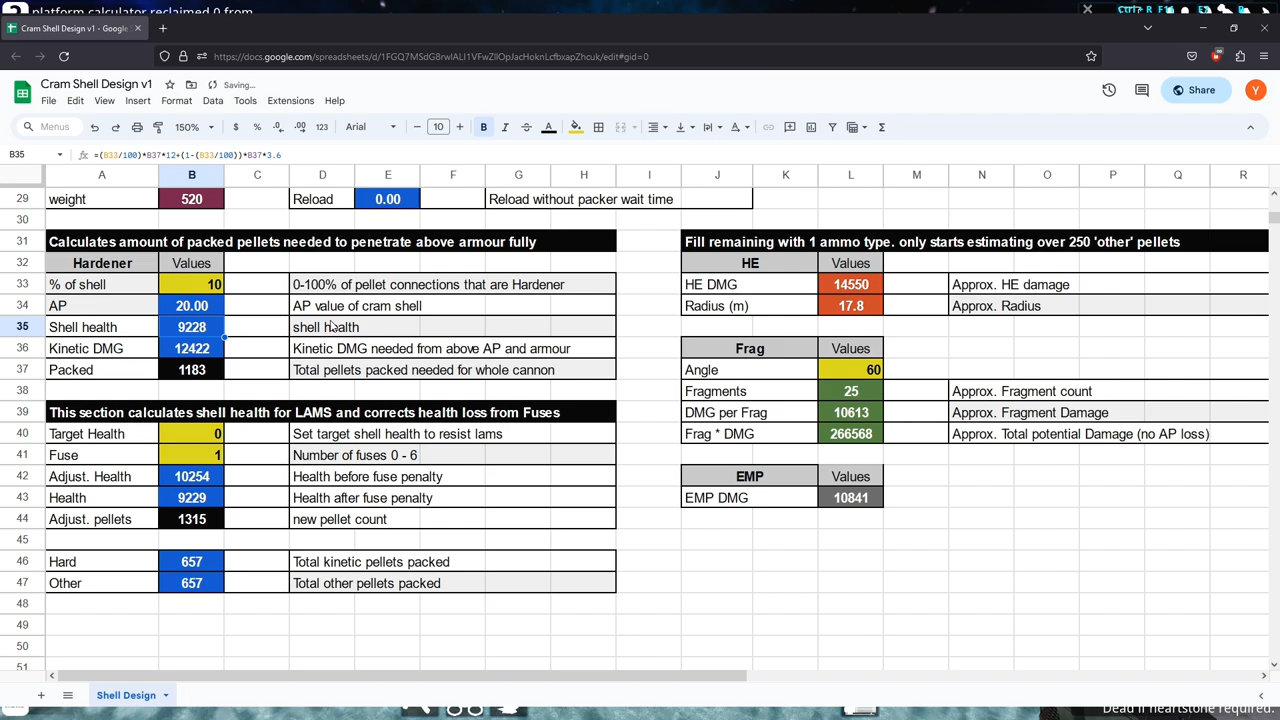 platform calculator reclaimed 0 from
Ctrl+ R F1
Cram Shell Design v1 - Google
https://docs.google.com/spreadsheets/d/1FGQ7MSdG8rwlALI1VFwZIlOpJacHoknLcfbxapZhcuk/edit#gid=0
Cram Shell Design v1 Saving...
File Edit View Insert Format Data Tools Extensions Help
Share
Y
Menus 150% $ % .0 .00 123 Arial 10 B I A
B35 =(B33/100)*B37*12+(1-(B33/100))*B37*3.6
A B C D E F G H I J K L M N O P Q R
29 weight 520 Reload 0.00 Reload without packer wait time
30
31 Calculates amount of packed pellets needed to penetrate above armour fully Fill remaining with 1 ammo type. only starts estimating over 250 'other' pellets
32 Hardener Values HE Values
33 % of shell 10 0-100% of pellet connections that are Hardener HE DMG 14550 Approx. HE damage
34 AP 20.00 AP value of cram shell Radius (m) 17.8 Approx. Radius
35 Shell health 9228 shell health
36 Kinetic DMG 12422 Kinetic DMG needed from above AP and armour Frag Values
37 Packed 1183 Total pellets packed needed for whole cannon Angle 60
38 Fragments 25 Approx. Fragment count
39 This section calculates shell health for LAMS and corrects health loss from Fuses DMG per Frag 10613 Approx. Fragment Damage
40 Target Health 0 Set target shell health to resist lams Frag * DMG 266568 Approx. Total potential Damage (no AP loss)
41 Fuse 1 Number of fuses 0 - 6
42 Adjust. Health 10254 Health before fuse penalty EMP Values
43 Health 9229 Health after fuse penalty EMP DMG 10841
44 Adjust. pellets 1315 new pellet count
45
46 Hard 657 Total kinetic pellets packed
47 Other 657 Total other pellets packed
48
49
50
51
Shell Design
Dead if heartstone required.